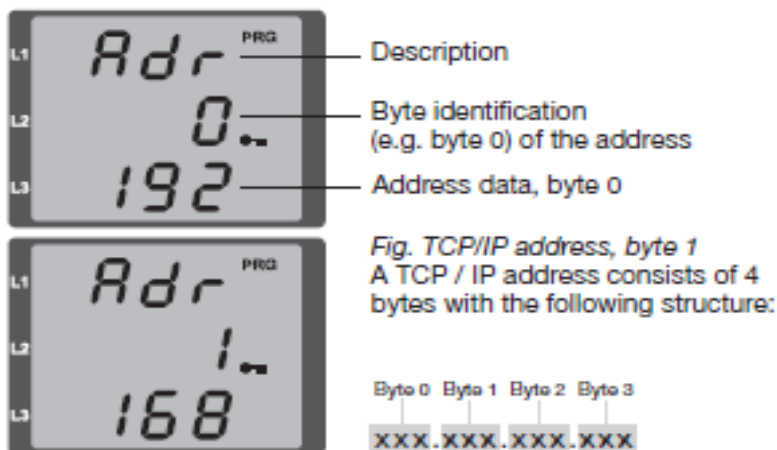 L1 Adr PRG
Description
L2 0
Byte identification
(e.g. byte 0) of the address
L3 192
Address data, byte 0
Fig. TCP/IP address, byte 1
A TCP / IP address consists of 4
bytes with the following structure:
L1 Adr PRG
L2 1
L3 168
Byte 0 Byte 1 Byte 2 Byte 3
xxx.xxx.xxx.xxx